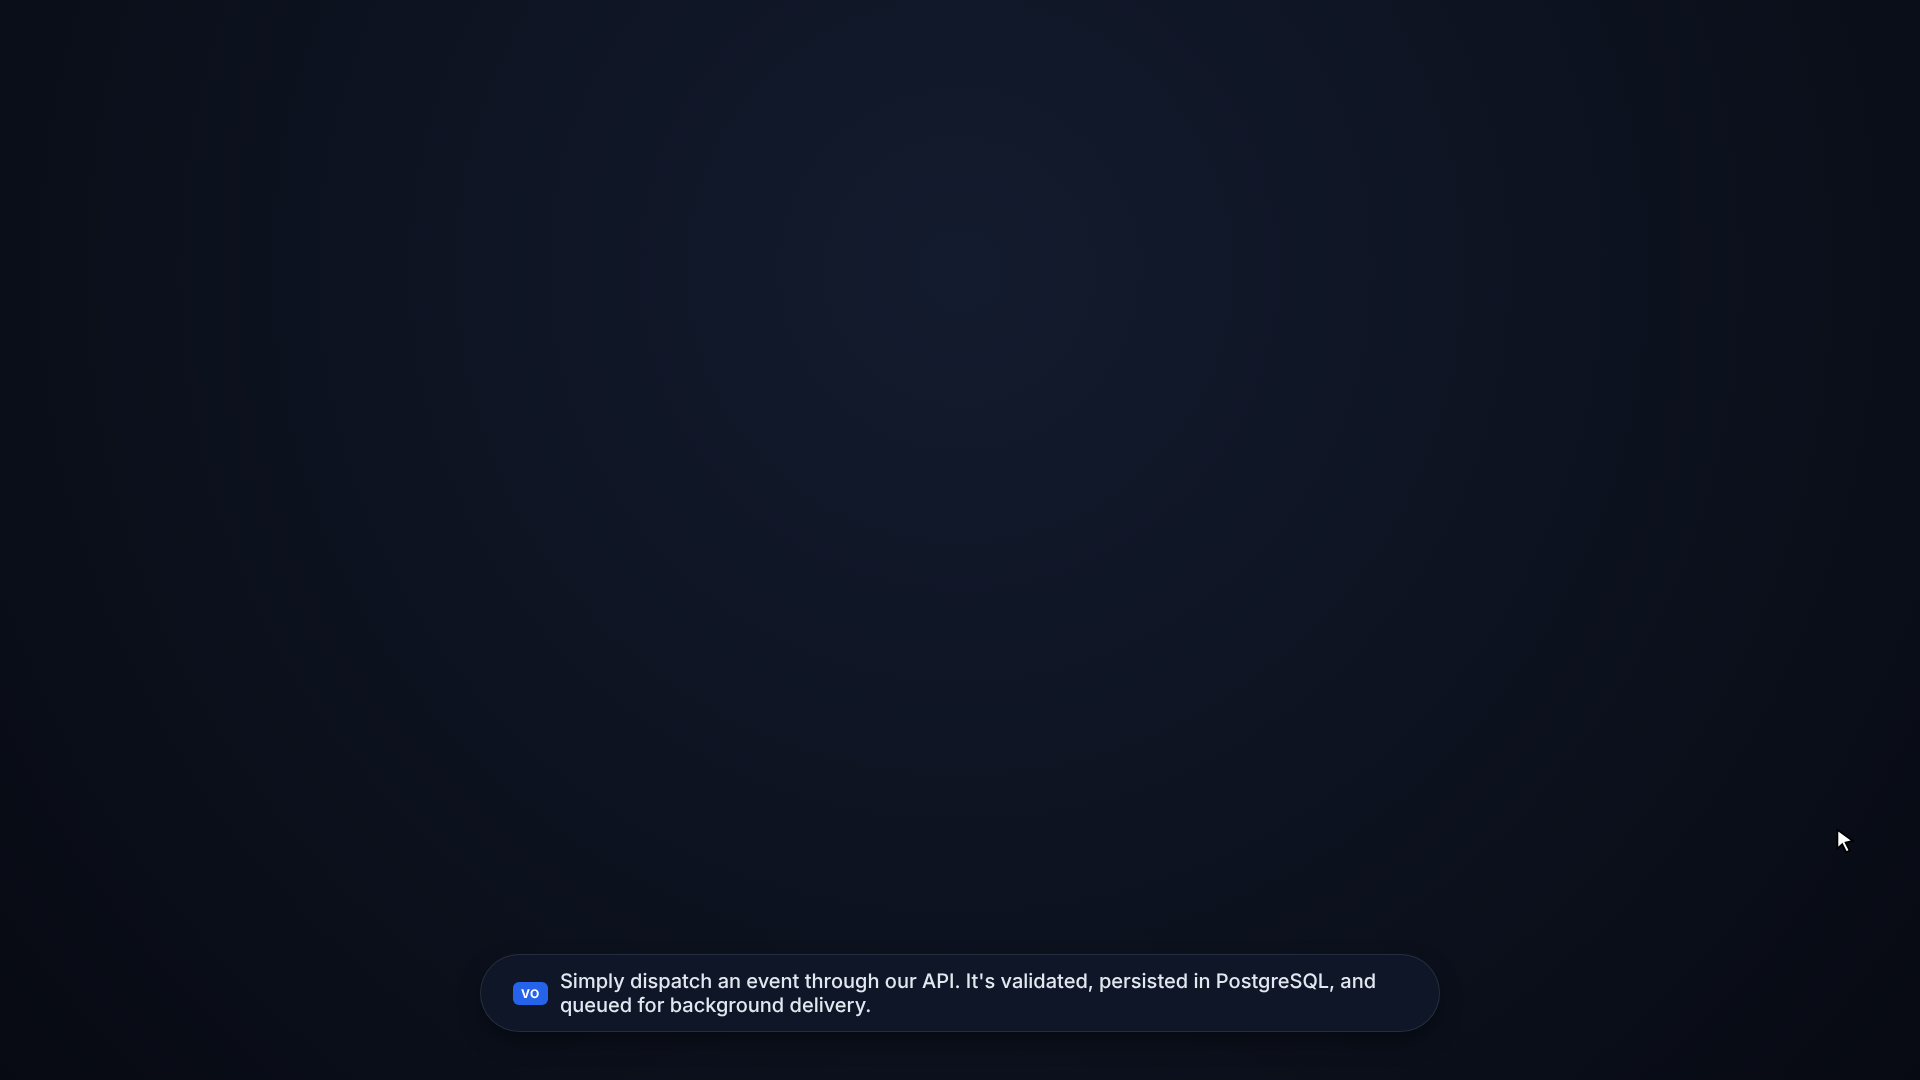 VO
Simply dispatch an event through our API. It's validated, persisted in PostgreSQL, and
queued for background delivery.